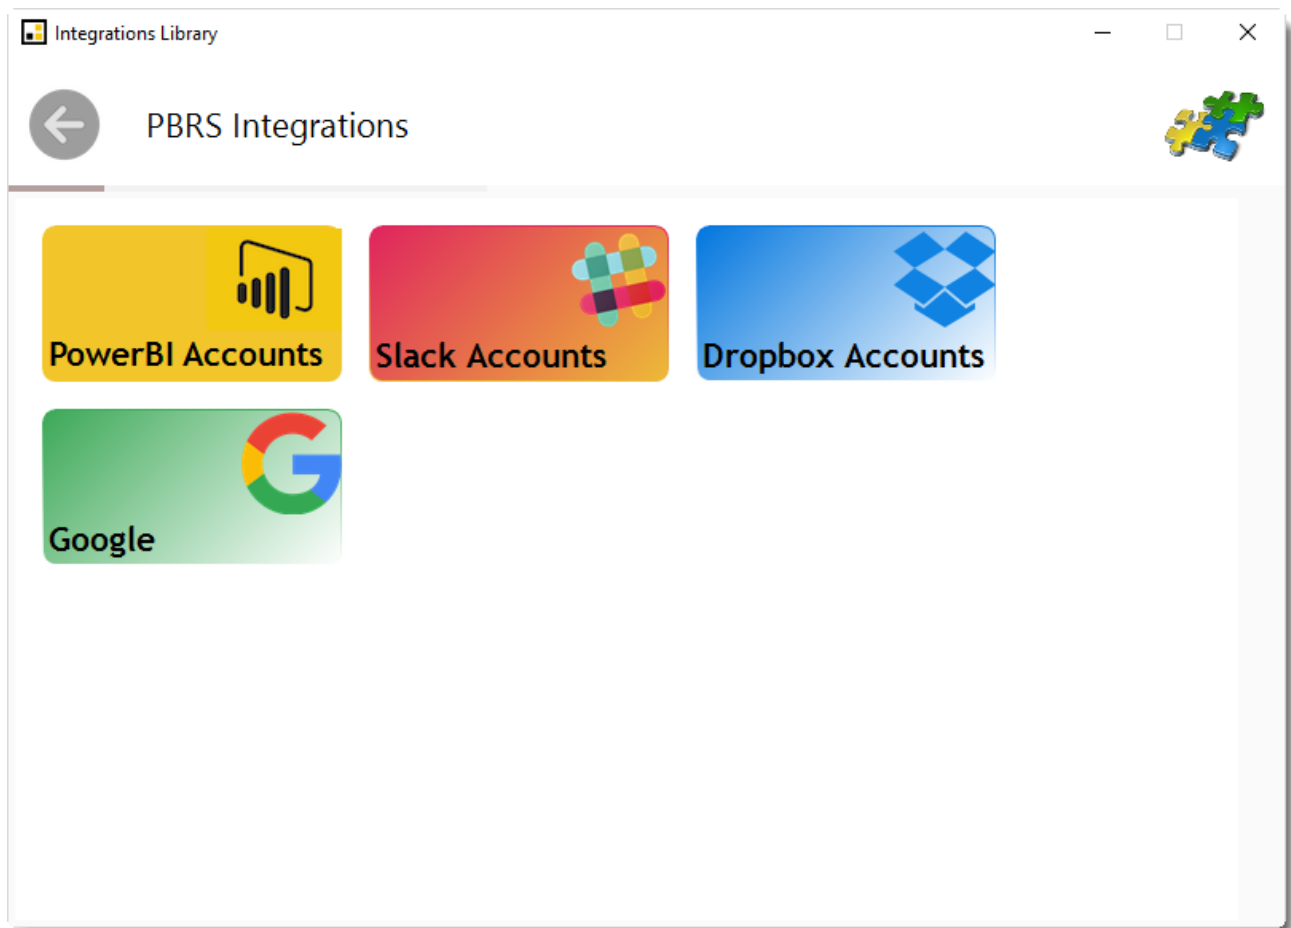 Integrations Library
PBRS Integrations
PowerBI Accounts
Slack Accounts
Dropbox Accounts
Google